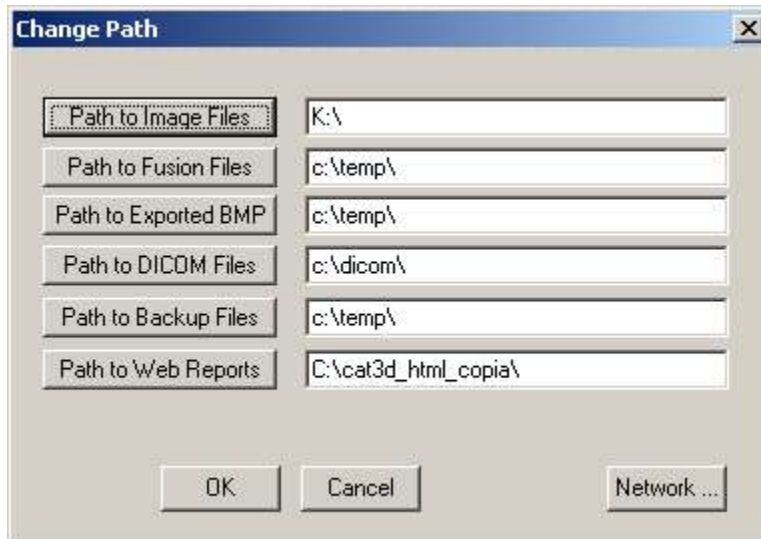 Change Path
Path to Image Files K:\
Path to Fusion Files c:\temp\
Path to Exported BMP c:\temp\
Path to DICOM Files c:\dicom\
Path to Backup Files c:\temp\
Path to Web Reports C:\cat3d_html_copia\
OK Cancel Network ...